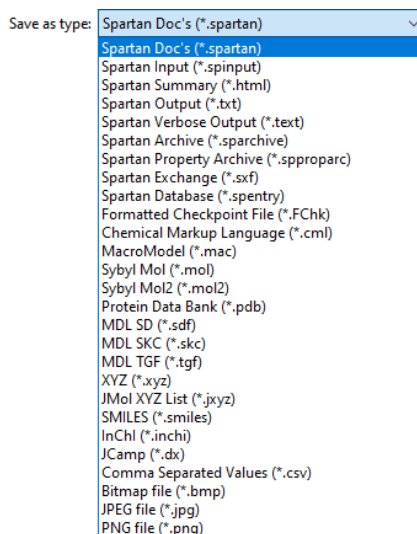 Save as type: Spartan Doc's (*.spartan)
Spartan Doc's (*.spartan)
Spartan Input (*.spinput)
Spartan Summary (*.html)
Spartan Output (*.txt)
Spartan Verbose Output (*.text)
Spartan Archive (*.sparchive)
Spartan Property Archive (*.spproparc)
Spartan Exchange (*.sxf)
Spartan Database (*.spentry)
Formatted Checkpoint File (*.FChk)
Chemical Markup Language (*.cml)
MacroModel (*.mac)
Sybyl Mol (*.mol)
Sybyl Mol2 (*.mol2)
Protein Data Bank (*.pdb)
MDL SD (*.sdf)
MDL SKC (*.skc)
MDL TGF (*.tgf)
XYZ (*.xyz)
JMol XYZ List (*.jxyz)
SMILES (*.smiles)
InChI (*.inchi)
JCamp (*.dx)
Comma Separated Values (*.csv)
Bitmap file (*.bmp)
JPEG file (*.jpg)
PNG file (*.png)